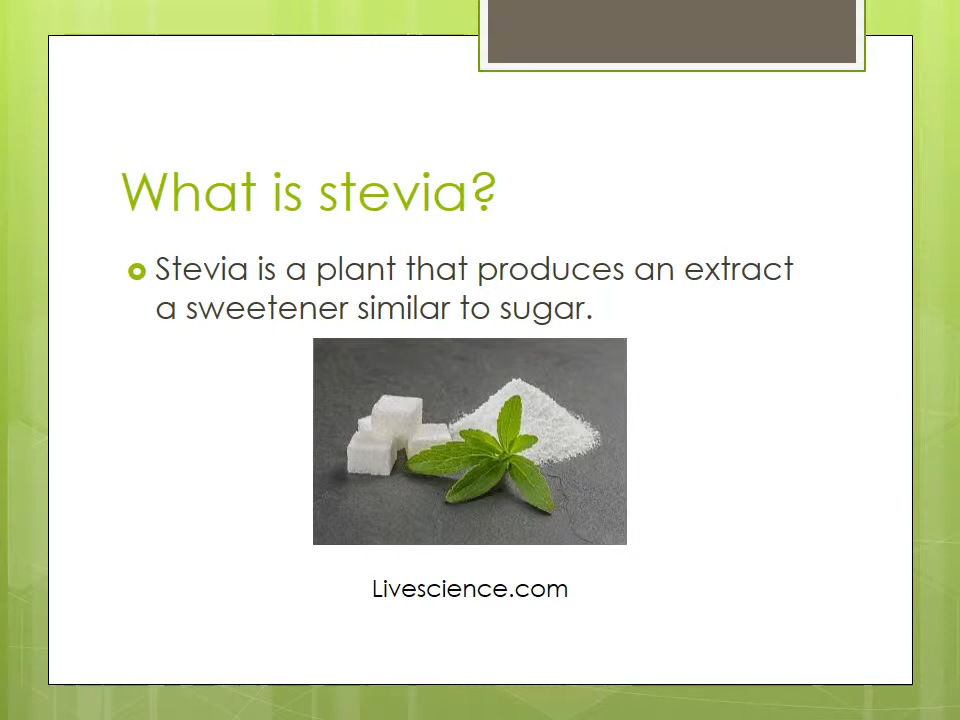 What is stevia?
Stevia is a plant that produces an extract
a sweetener similar to sugar.
Livescience.com